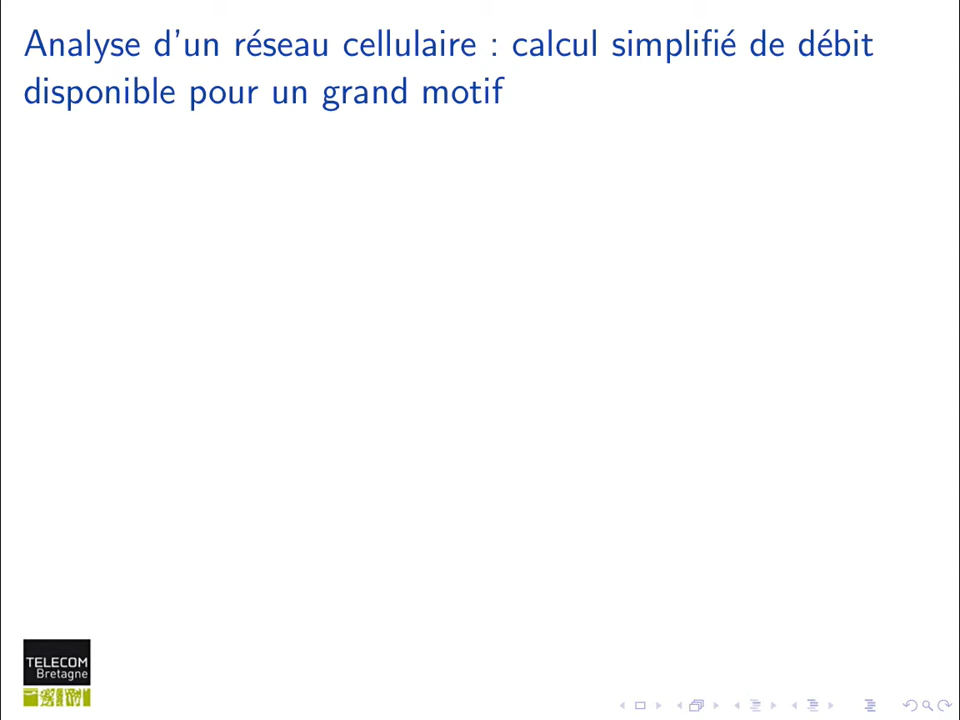 Analyse d'un réseau cellulaire : calcul simplifié de débit
disponible pour un grand motif
TELECOM
Bretagne